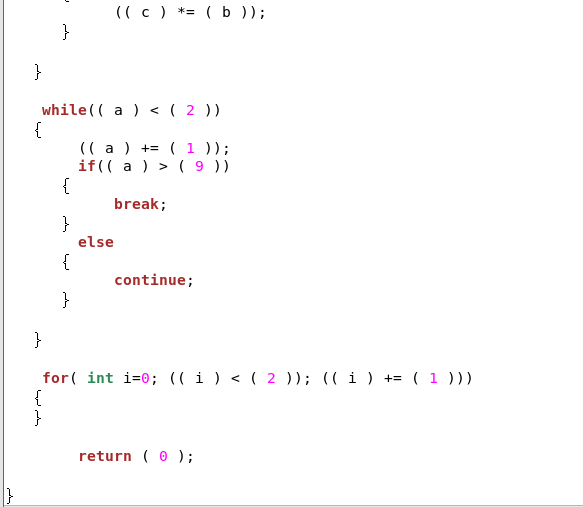 {
(( c ) *= ( b ));
}
}
while(( a ) < ( 2 ))
{
(( a ) += ( 1 ));
if(( a ) > ( 9 ))
{
break;
}
else
{
continue;
}
}
for( int i=0; (( i ) < ( 2 )); (( i ) += ( 1 )))
{
}
return ( 0 );
}